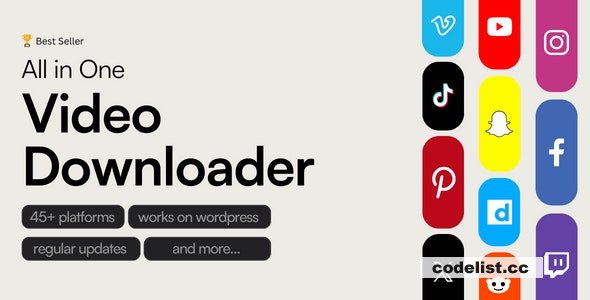 Best Seller
All in One
Video
Downloader
45+ platforms
works on wordpress
regular updates
and more...
codelist.cc